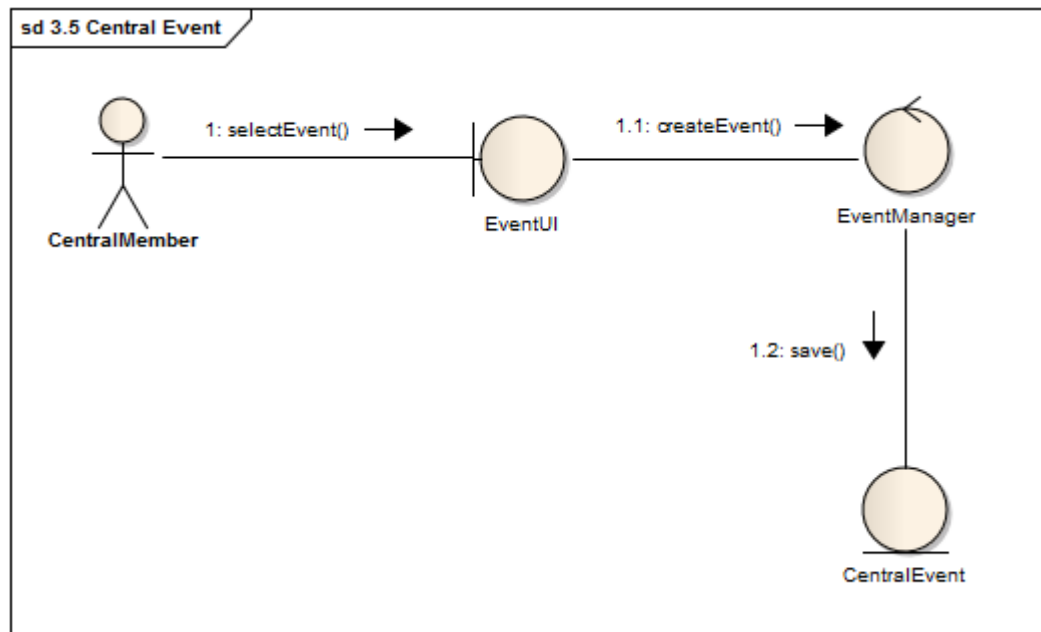 sd 3.5 Central Event
1: selectEvent()
1.1: createEvent()
CentralMember
EventUI
EventManager
1.2: save()
CentralEvent